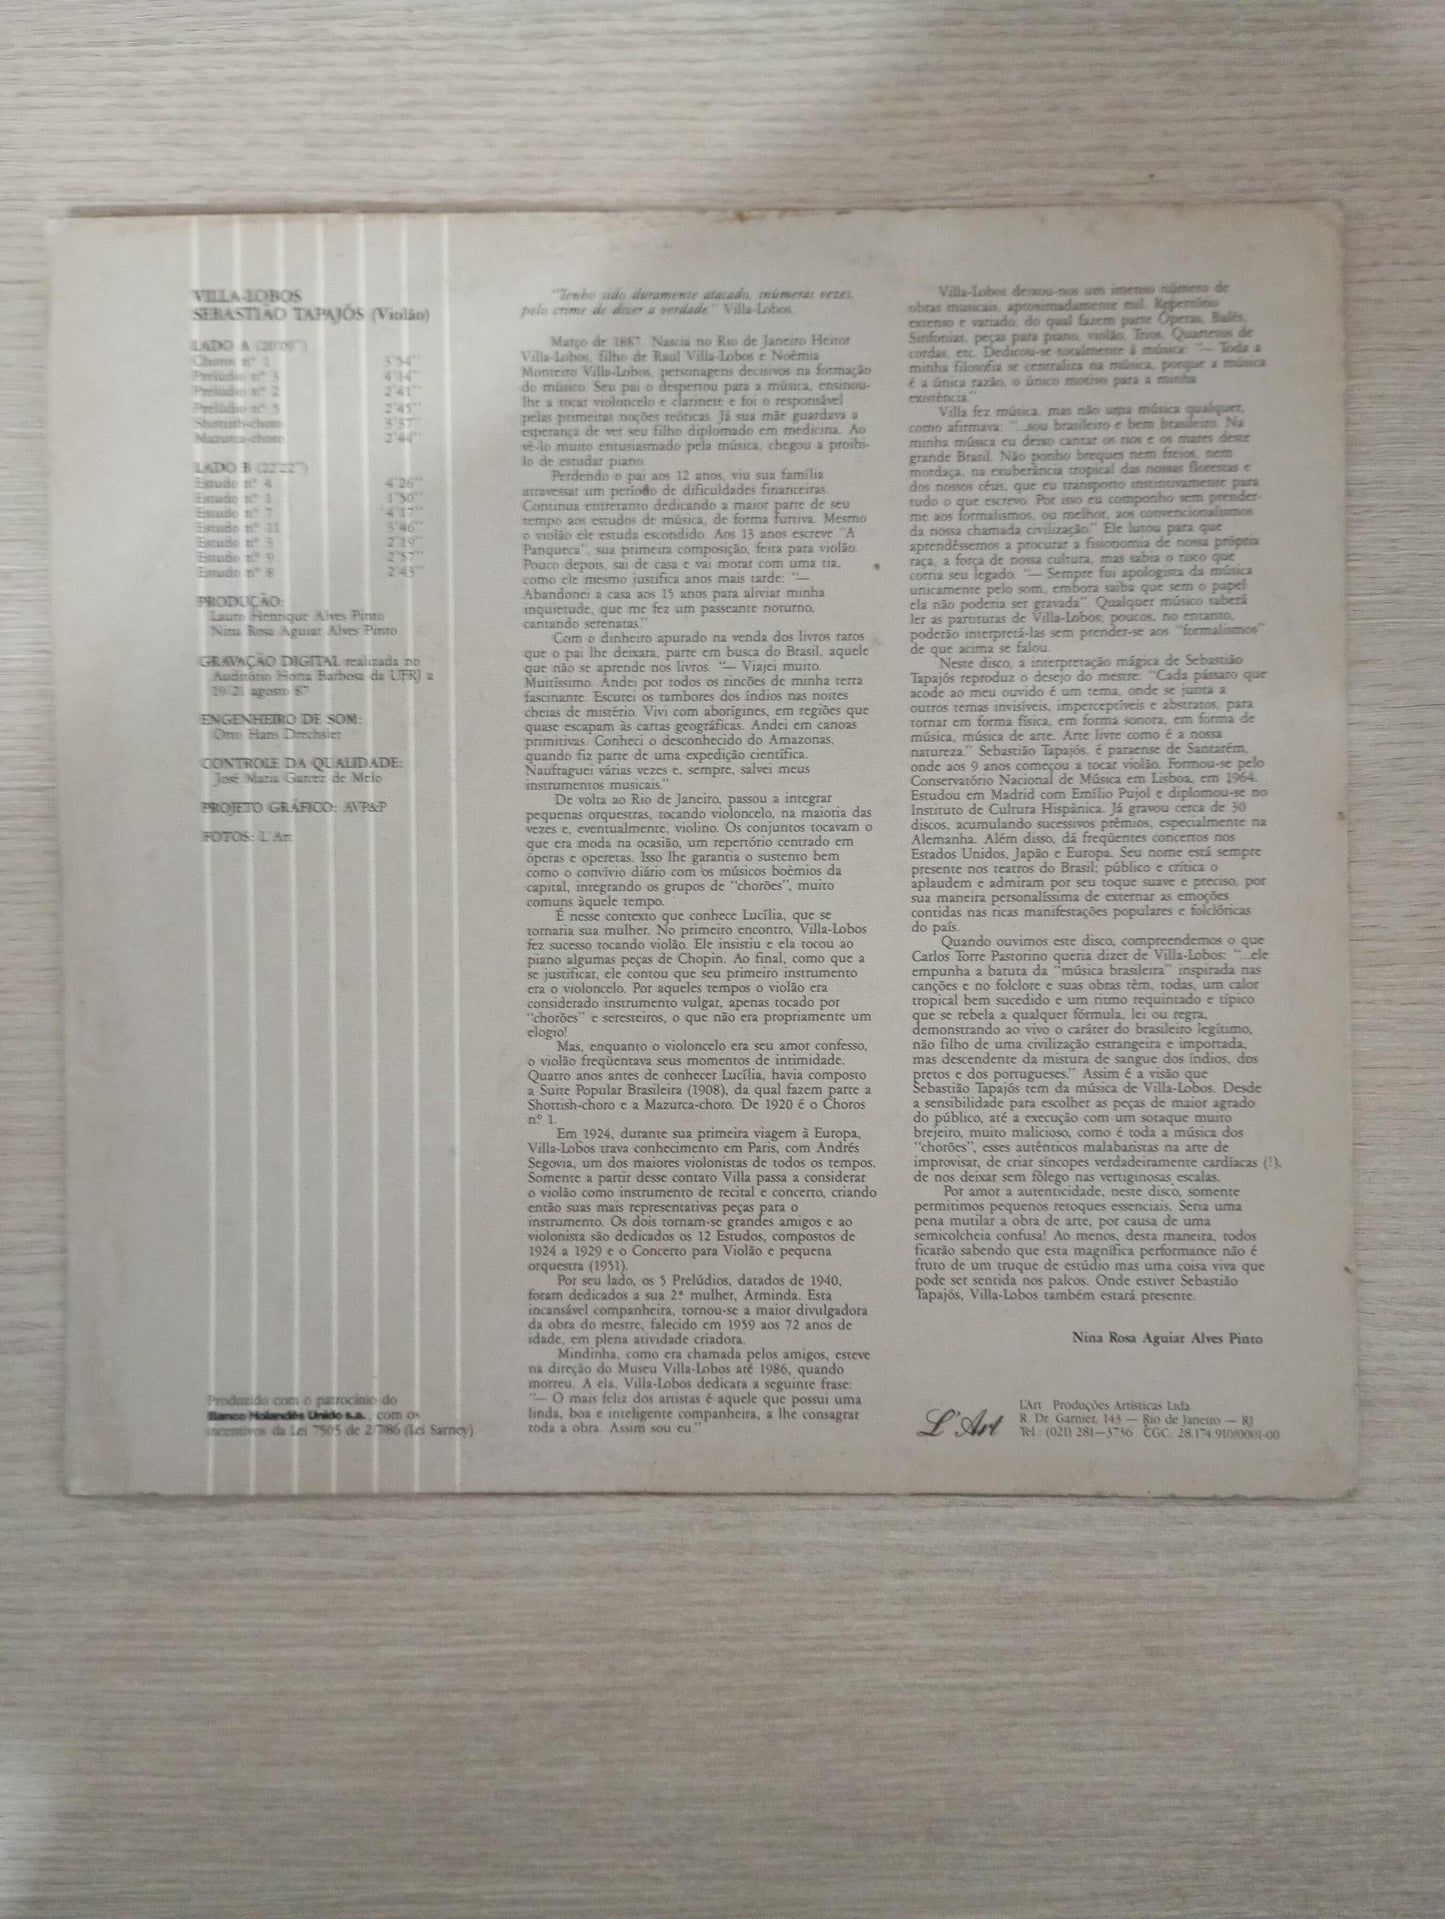 VILLA-LOBOS
SEBASTIÃO TAPAJÓS (Violão)
LADO A (20'09")
Choros nº 1 3'54"
Prelúdio nº 3 4'14"
Prelúdio nº 2 2'41"
Prelúdio nº 5 2'45"
Shottish-choro 3'37"
Mazurca-choro 2'44"
LADO B (22'22")
Estudo nº 4 4'26"
Estudo nº 1 1'50"
Estudo nº 7 4'17"
Estudo nº 11 3'46"
Estudo nº 3 2'19"
Estudo nº 9 2'57"
Estudo nº 8 2'43"
PRODUÇÃO:
Lauro Henrique Alves Pinto
Nina Rosa Aguiar Alves Pinto
GRAVAÇÃO DIGITAL realizada no
Auditório Horta Barbosa da UFRJ a
19/21 agosto 87
ENGENHEIRO DE SOM:
Otto Hans Drechsler
CONTROLE DA QUALIDADE:
José Maria Garcez de Melo
PROJETO GRÁFICO: AVP&P
FOTOS: L'Art
Produzido com o patrocínio do
Banco Holandês Unido s.a., com os
incentivos da Lei 7505 de 2/7/86 (Lei Sarney)
"Tenho sido duramente atacado, inúmeras vezes,
pelo crime de dizer a verdade." Villa-Lobos.
Março de 1887. Nascia no Rio de Janeiro Heitor
Villa-Lobos, filho de Raul Villa-Lobos e Noêmia
Monteiro Villa-Lobos, personagens decisivos na formação
do músico. Seu pai o despertou para a música, ensinou-
lhe a tocar violoncelo e clarinete e foi o responsável
pelas primeiras noções teóricas. Já sua mãe guardava a
esperança de ver seu filho diplomado em medicina. Ao
vê-lo muito entusiasmado pela música, chegou a proibi-
lo de estudar piano.
Perdendo o pai aos 12 anos, viu sua família
atravessar um período de dificuldades financeiras.
Continua entretanto dedicando a maior parte de seu
tempo aos estudos de música, de forma furtiva. Mesmo
o violão ele estuda escondido. Aos 13 anos escreve "A
Panqueca", sua primeira composição, feita para violão.
Pouco depois, sai de casa e vai morar com uma tia,
como ele mesmo justifica anos mais tarde: "—
Abandonei a casa aos 15 anos para aliviar minha
inquietude, que me fez um passeante noturno,
cantando serenatas."
Com o dinheiro apurado na venda dos livros raros
que o pai lhe deixara, parte em busca do Brasil, aquele
que não se aprende nos livros. "— Viajei muito.
Muitíssimo. Andei por todos os rincões de minha terra
fascinante. Escutei os tambores dos índios nas noites
cheias de mistério. Vivi com aborígines, em regiões que
quase escapam às cartas geográficas. Andei em canoas
primitivas. Conheci o desconhecido do Amazonas,
quando fiz parte de uma expedição científica.
Naufraguei várias vezes e, sempre, salvei meus
instrumentos musicais."
De volta ao Rio de Janeiro, passou a integrar
pequenas orquestras, tocando violoncelo, na maioria das
vezes e, eventualmente, violino. Os conjuntos tocavam o
que era moda na ocasião, um repertório centrado em
óperas e operetas. Isso lhe garantia o sustento bem
como o convívio diário com os músicos boêmios da
capital, integrando os grupos de "chorões", muito
comuns àquele tempo.
É nesse contexto que conhece Lucília, que se
tornaria sua mulher. No primeiro encontro, Villa-Lobos
fez sucesso tocando violão. Ele insistiu e ela tocou ao
piano algumas peças de Chopin. Ao final, como que a
se justificar, ele contou que seu primeiro instrumento
era o violoncelo. Por aqueles tempos o violão era
considerado instrumento vulgar, apenas tocado por
"chorões" e seresteiros, o que não era propriamente um
elogio!
Mas, enquanto o violoncelo era seu amor confesso,
o violão freqüentava seus momentos de intimidade.
Quatro anos antes de conhecer Lucília, havia composto
a Suite Popular Brasileira (1908), da qual fazem parte a
Shottish-choro e a Mazurca-choro. De 1920 é o Choros
nº 1.
Em 1924, durante sua primeira viagem à Europa,
Villa-Lobos trava conhecimento em Paris, com Andrés
Segovia, um dos maiores violonistas de todos os tempos.
Somente a partir desse contato Villa passa a considerar
o violão como instrumento de recital e concerto, criando
então suas mais representativas peças para o
instrumento. Os dois tornam-se grandes amigos e ao
violonista são dedicados os 12 Estudos, compostos de
1924 a 1929 e o Concerto para Violão e pequena
orquestra (1951).
Por seu lado, os 5 Prelúdios, datados de 1940,
foram dedicados a sua 2ª mulher, Arminda. Esta
incansável companheira, tornou-se a maior divulgadora
da obra do mestre, falecido em 1959 aos 72 anos de
idade, em plena atividade criadora.
Mindinha, como era chamada pelos amigos, esteve
na direção do Museu Villa-Lobos até 1986, quando
morreu. A ela, Villa-Lobos dedicara a seguinte frase:
"— O mais feliz dos artistas é aquele que possui uma
linda, boa e inteligente companheira, a lhe consagrar
toda a obra. Assim sou eu."
Villa-Lobos deixou-nos um imenso número de
obras musicais, aproximadamente mil. Repertório
extenso e variado, do qual fazem parte Óperas, Balés,
Sinfonias, peças para piano, violão, Trios, Quartetos de
cordas, etc. Dedicou-se totalmente à música: "— Toda a
minha filosofia se centraliza na música, porque a música
é a única razão, o único motivo para a minha
existência."
Villa fez música, mas não uma música qualquer,
como afirmava: "...sou brasileiro e bem brasileiro. Na
minha música eu deixo cantar os rios e os mares deste
grande Brasil. Não ponho breques nem freios, nem
mordaça, na exuberância tropical das nossas florestas e
dos nossos céus, que eu transporto instintivamente para
tudo o que escrevo. Por isso eu componho sem prender-
me aos formalismos, ou melhor, aos convencionalismos
da nossa chamada civilização." Ele lutou para que
aprendêssemos a procurar a fisionomia de nossa própria
raça, a força de nossa cultura, mas sabia o risco que
corria seu legado. "— Sempre fui apologista da música
unicamente pelo som, embora saiba que sem o papel
ela não poderia ser gravada". Qualquer músico saberá
ler as partituras de Villa-Lobos; poucos, no entanto,
poderão interpretá-las sem prender-se aos "formalismos"
de que acima se falou.
Neste disco, a interpretação mágica de Sebastião
Tapajós reproduz o desejo do mestre: "Cada pássaro que
acode ao meu ouvido é um tema, onde se junta a
outros temas invisíveis, imperceptíveis e abstratos, para
tornar em forma física, em forma sonora, em forma de
música, música de arte. Arte livre como é a nossa
natureza." Sebastião Tapajós, é paraense de Santarém,
onde aos 9 anos começou a tocar violão. Formou-se pelo
Conservatório Nacional de Música em Lisboa, em 1964.
Estudou em Madrid com Emílio Pujol e diplomou-se no
Instituto de Cultura Hispânica. Já gravou cerca de 30
discos, acumulando sucessivos prêmios, especialmente na
Alemanha. Além disso, dá freqüentes concertos nos
Estados Unidos, Japão e Europa. Seu nome está sempre
presente nos teatros do Brasil; público e crítica o
aplaudem e admiram por seu toque suave e preciso, por
sua maneira personalíssima de externar as emoções
contidas nas ricas manifestações populares e folclóricas
do país.
Quando ouvimos este disco, compreendemos o que
Carlos Torre Pastorino queria dizer de Villa-Lobos: "...ele
empunha a batuta da "música brasileira" inspirada nas
canções e no folclore e suas obras têm, todas, um calor
tropical bem sucedido e um ritmo requintado e típico
que se rebela a qualquer fórmula, lei ou regra,
demonstrando ao vivo o caráter do brasileiro legítimo,
não filho de uma civilização estrangeira e importada,
mas descendente da mistura de sangue dos índios, dos
pretos e dos portugueses." Assim é a visão que
Sebastião Tapajós tem da música de Villa-Lobos. Desde
a sensibilidade para escolher as peças de maior agrado
do público, até a execução com um sotaque muito
brejeiro, muito malicioso, como é toda a música dos
"chorões", esses autênticos malabaristas na arte de
improvisar, de criar síncopes verdadeiramente cardíacas (!),
de nos deixar sem fôlego nas vertiginosas escalas.
Por amor a autenticidade, neste disco, somente
permitimos pequenos retoques essenciais. Seria uma
pena mutilar a obra de arte, por causa de uma
semicolcheia confusa! Ao menos, desta maneira, todos
ficarão sabendo que esta magnífica performance não é
fruto de um truque de estúdio mas uma coisa viva que
pode ser sentida nos palcos. Onde estiver Sebastião
Tapajós, Villa-Lobos também estará presente.
Nina Rosa Aguiar Alves Pinto
L'Art
L'Art Produções Artísticas Ltda.
R. Dr. Garnier, 143 — Rio de Janeiro — RJ
Tel.: (021) 281—3736 CGC: 28.174.910/0001-00